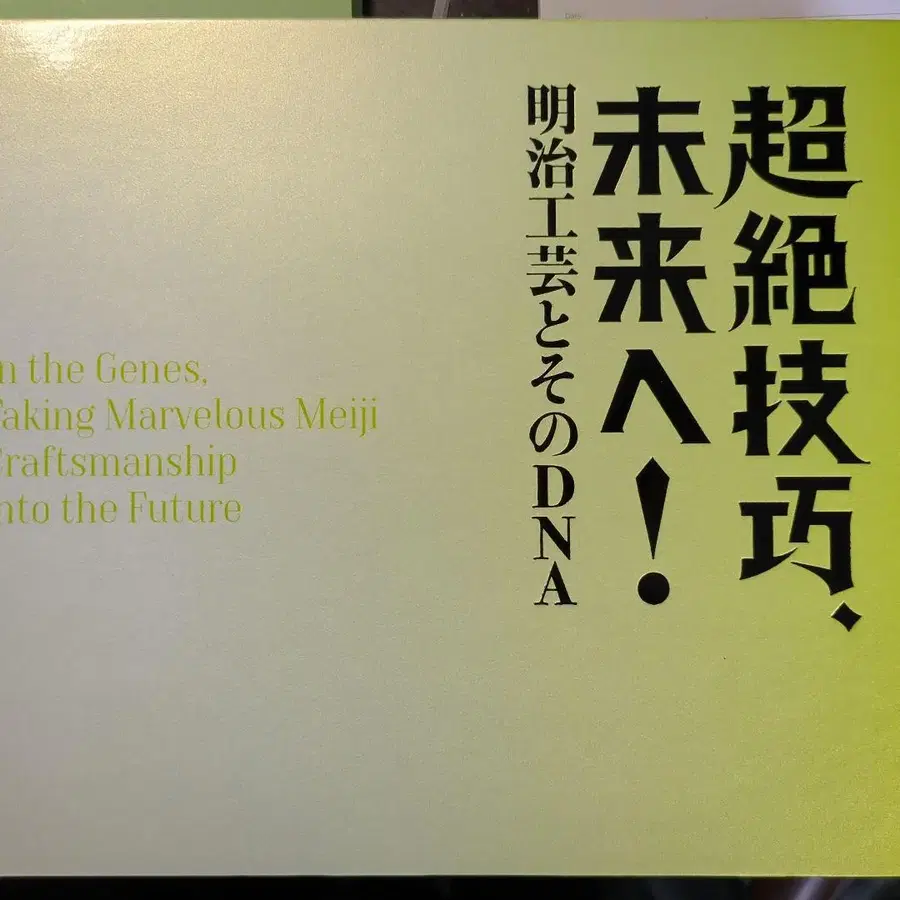 超絶技巧、
未来へ！
明治工芸とそのDNA
n the Genes,
aking Marvelous Meiji
raftsmanship
nto the Future